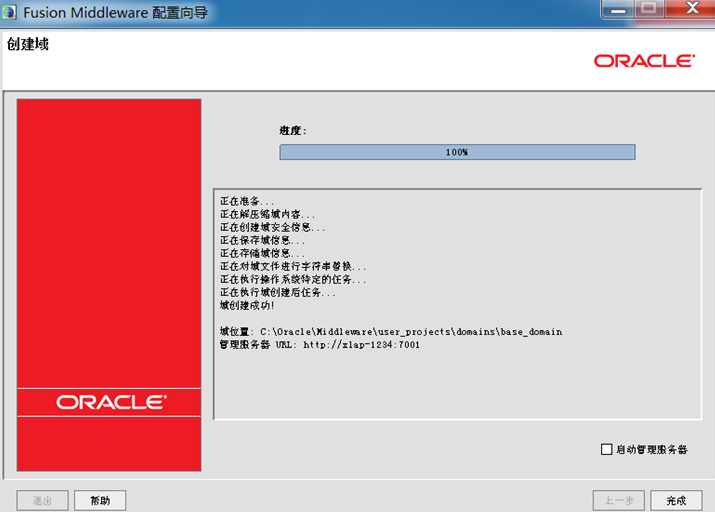 Fusion Middleware 配置向导
创建域
ORACLE
进度:
100%
正在准备...
正在解压缩域内容...
正在创建域安全信息...
正在保存域信息...
正在存储域信息...
正在对域文件进行字符串替换...
正在执行操作系统特定的任务...
正在执行域创建后任务...
域创建成功!
域位置: C:\Oracle\Middleware\user_projects\domains\base_domain
管理服务器 URL: http://zlap-1234:7001
ORACLE
启动管理服务器
退出
帮助
上一步
完成